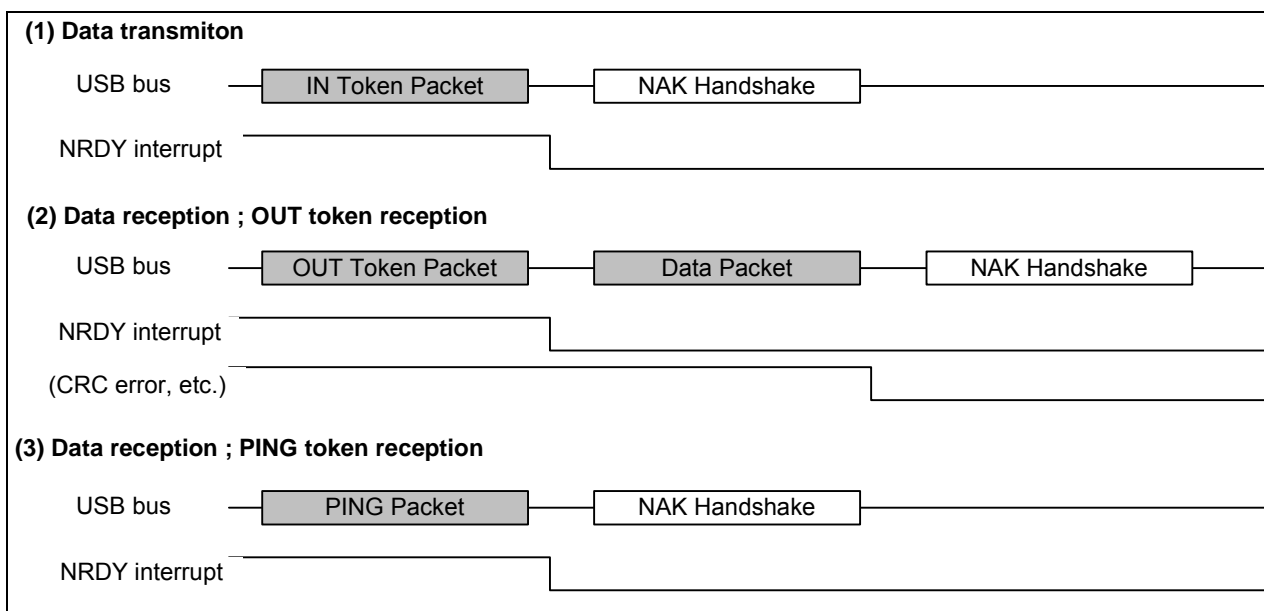 (1) Data transmiton
USB bus IN Token Packet NAK Handshake
NRDY interrupt
(2) Data reception ; OUT token reception
USB bus OUT Token Packet Data Packet NAK Handshake
NRDY interrupt
(CRC error, etc.)
(3) Data reception ; PING token reception
USB bus PING Packet NAK Handshake
NRDY interrupt